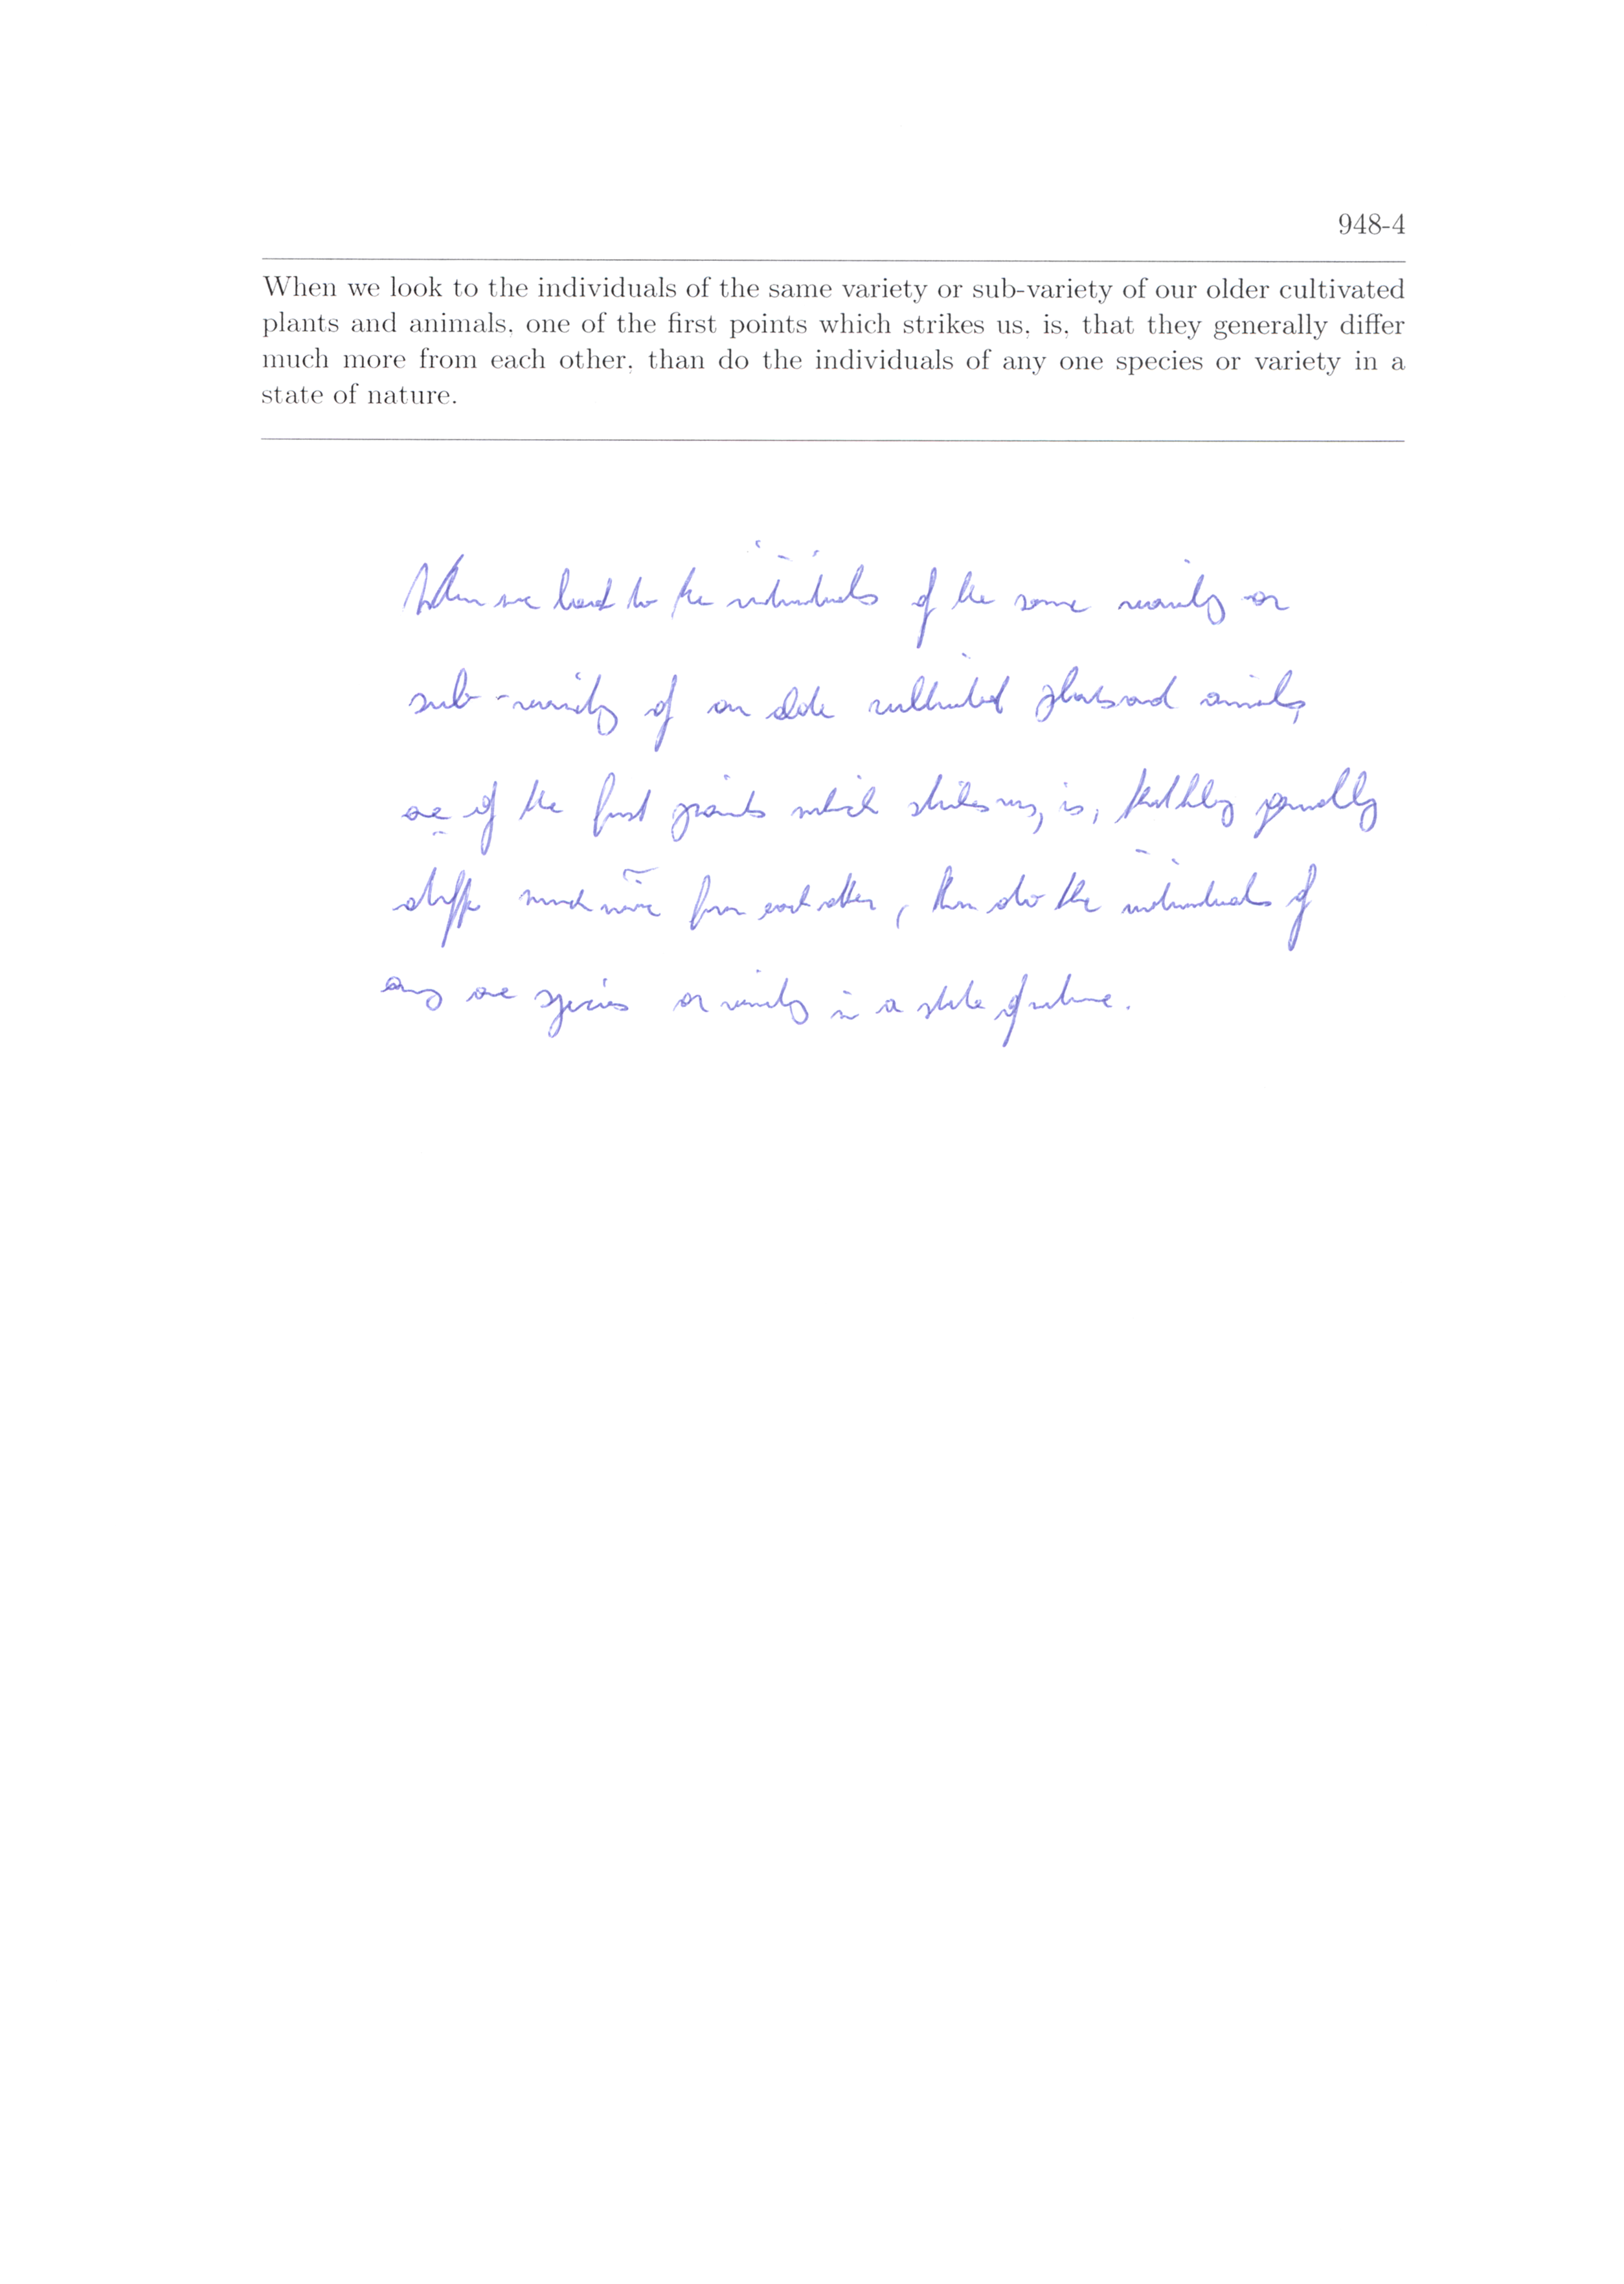 948-4
When we look to the individuals of the same variety or sub-variety of our older cultivated
plants and animals, one of the first points which strikes us, is, that they generally differ
much more from each other, than do the individuals of any one species or variety in a
state of nature.
When we look to the individuals of the same variety or
sub-variety of our older cultivated plants and animals,
one of the first points which strikes us, is, that they generally
differ much more from each other, than do the individuals of
any one species or variety in a state of nature.